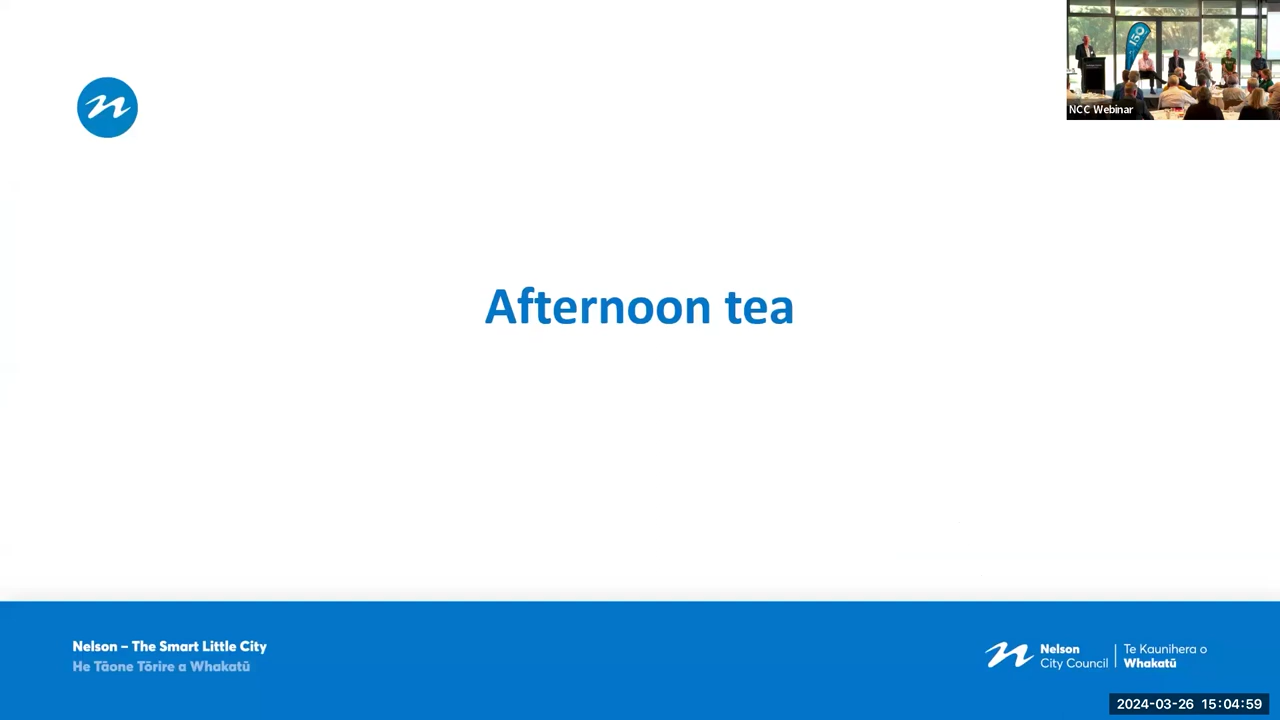 150
NCC Webinar
Afternoon tea
Nelson – The Smart Little City
He Tāone Tōrire a Whakatū
Nelson
City Council
Te Kaunihera o
Whakatū
2024-03-26 15:04:59